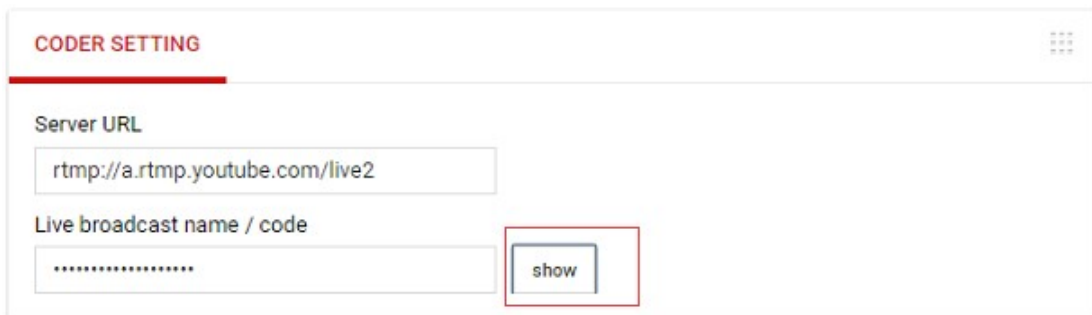 CODER SETTING
Server URL
rtmp://a.rtmp.youtube.com/live2
Live broadcast name / code
•••••••••••••••••••
show